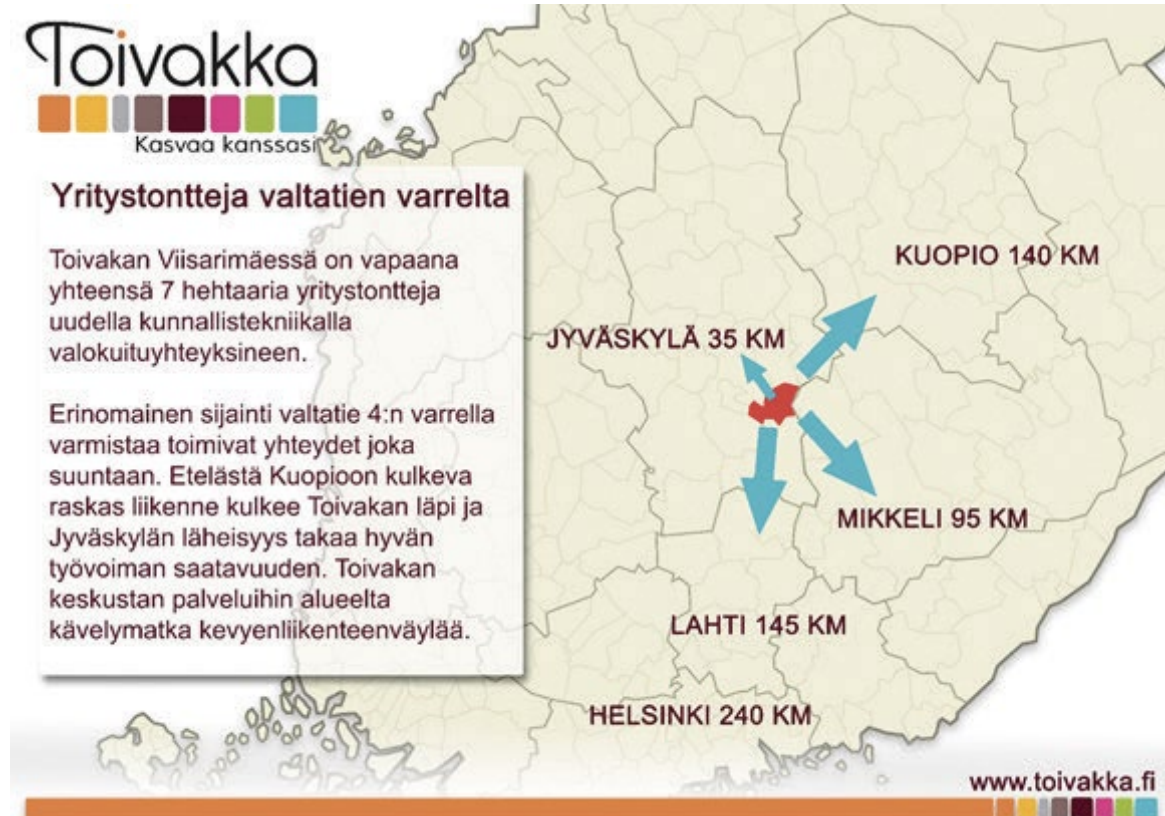 Toivakka
Kasvaa kanssasi
Yritystontteja valtatien varrelta
Toivakan Viisarimäessä on vapaana
yhteensä 7 hehtaaria yritystontteja
uudella kunnallistekniikalla
valokuituyhteyksineen.
Erinomainen sijainti valtatie 4:n varrella
varmistaa toimivat yhteydet joka
suuntaan. Etelästä Kuopioon kulkeva
raskas liikenne kulkee Toivakan läpi ja
Jyväskylän läheisyys takaa hyvän
työvoiman saatavuuden. Toivakan
keskustan palveluihin alueelta
kävelymatka kevyenliikenteenväylää.
KUOPIO 140 KM
JYVÄSKYLÄ 35 KM
MIKKELI 95 KM
LAHTI 145 KM
HELSINKI 240 KM
www.toivakka.fi